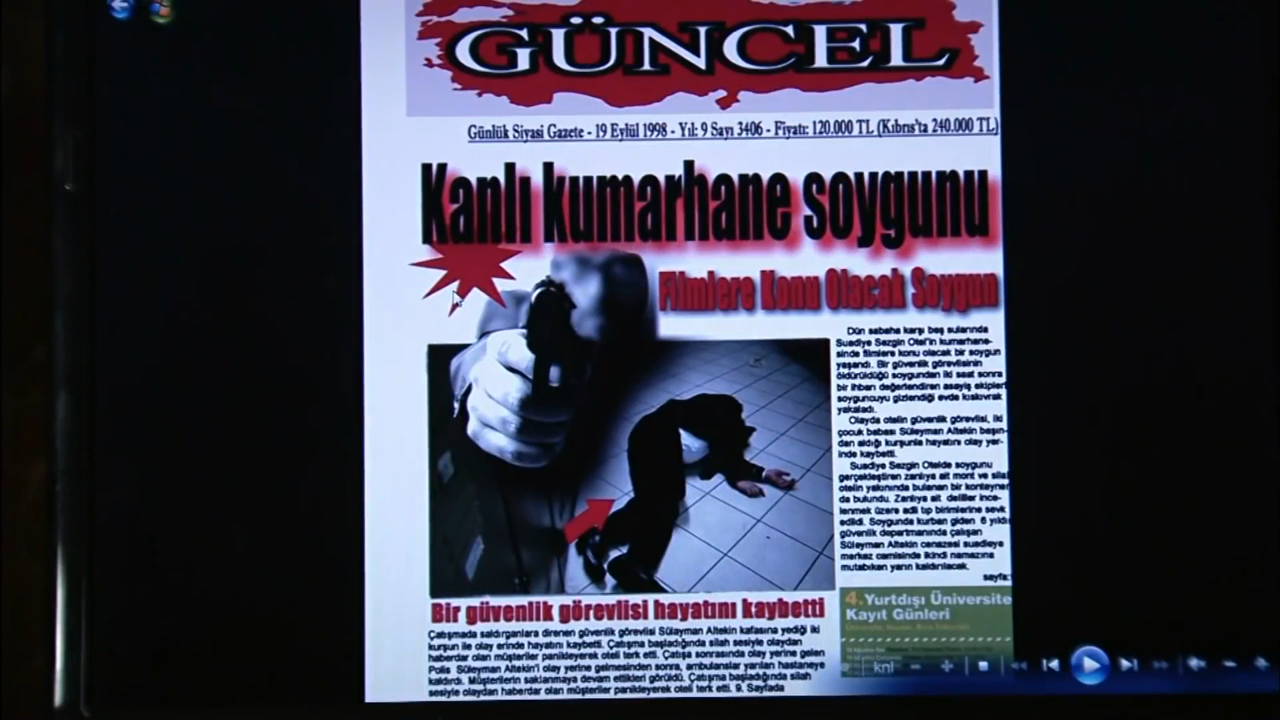 GÜNCEL
Günlük Siyasi Gazete - 19 Eylül 1998 - Yıl: 9 Sayı 3406 - Fiyatı: 120.000 TL (Kıbrıs'ta 240.000 TL)
Kanlı kumarhane soygunu
Filmlere Konu Olacak Soygun
Dün sabaha karşı beş sularında
Suadiye Sezgin Otel'in kumarhane-
sinde filmlere konu olacak bir soygun
yaşandı. Bir güvenlik görevlisinin
öldürüldüğü soygundan iki saat sonra
bir ihbarı değerlendiren asayiş ekipleri
soyguncuyu gizlendiği evde kıskıvrak
yakaladı.
Olayda otelin güvenlik görevlisi, iki
çocuk babası Süleyman Altekin başın-
dan aldığı kurşunla hayatını olay yer-
inde kaybetti.
Suadiye Sezgin Otelde soygunu
gerçekleştiren zanlıya ait mont ve sila
otelin yakınında bulanan bir konteyner
da bulundu. Zanlıya ait deliller ince-
lenmek üzere adli tıp birimlerine sevk
edildi. Soygunda kurban giden 6 yıldı
güvenlik departmanında çalışan
Süleyman Altekin cenazesi suadiye
merkez camisinde ikindi namazına
mutabıkan yarın kaldırılacak.
sayfa:
Bir güvenlik görevlisi hayatını kaybetti
Çatışmada saldırganlara direnen güvenlik görevlisi Sülayman Altekin kafasına yediği iki
kurşun ile olay erinde hayatını kaybetti. Çatışma başladığında silah sesiyle olaydan
haberdar olan müşteriler panikleyerek oteli terk etti. Çatışa sonrasında olay yerine gelen
Polis Süleyman Altekin'i olay yerine gelmesinden sonra, ambulanslar yarılan hastaneye
kaldırdı. Müşterilerin saklanmaya devam ettikleri görüldü. Çatışma başladığında silah
sesiyle olaydan haberdar olan müşteriler panikleyerek oteli terk etti. 9. Sayfada
4.Yurtdışı Üniversite
Kayıt Günleri
knl